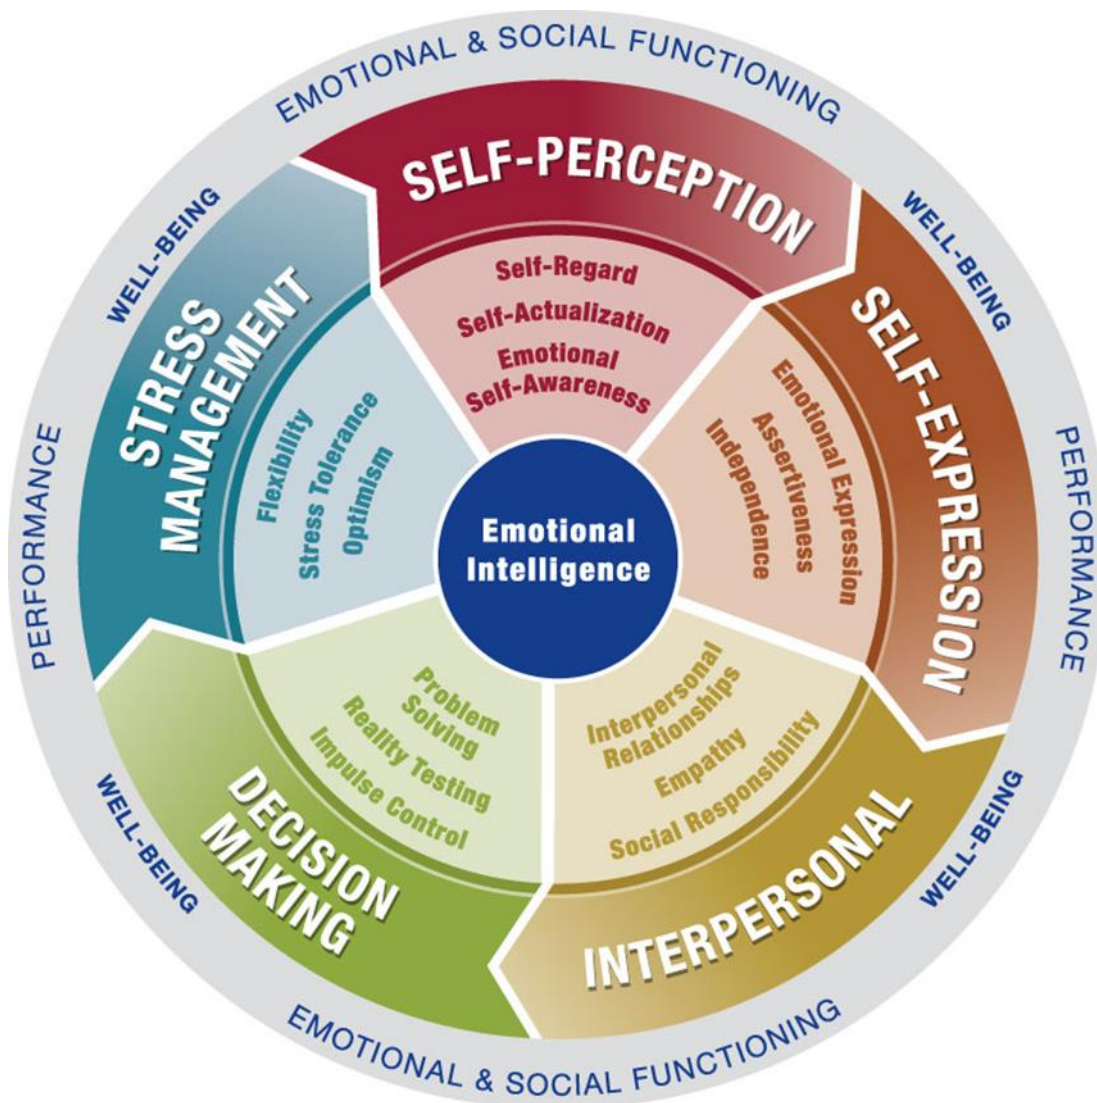 EMOTIONAL & SOCIAL FUNCTIONING
WELL-BEING
WELL-BEING
PERFORMANCE
PERFORMANCE
WELL-BEING
WELL-BEING
EMOTIONAL & SOCIAL FUNCTIONING
SELF-PERCEPTION
Self-Regard
Self-Actualization
Emotional
Self-Awareness
SELF-EXPRESSION
Emotional Expression
Assertiveness
Independence
INTERPERSONAL
Interpersonal
Relationships
Empathy
Social Responsibility
DECISION
MAKING
Problem
Solving
Reality Testing
Impulse Control
STRESS
MANAGEMENT
Flexibility
Stress Tolerance
Optimism
Emotional
Intelligence